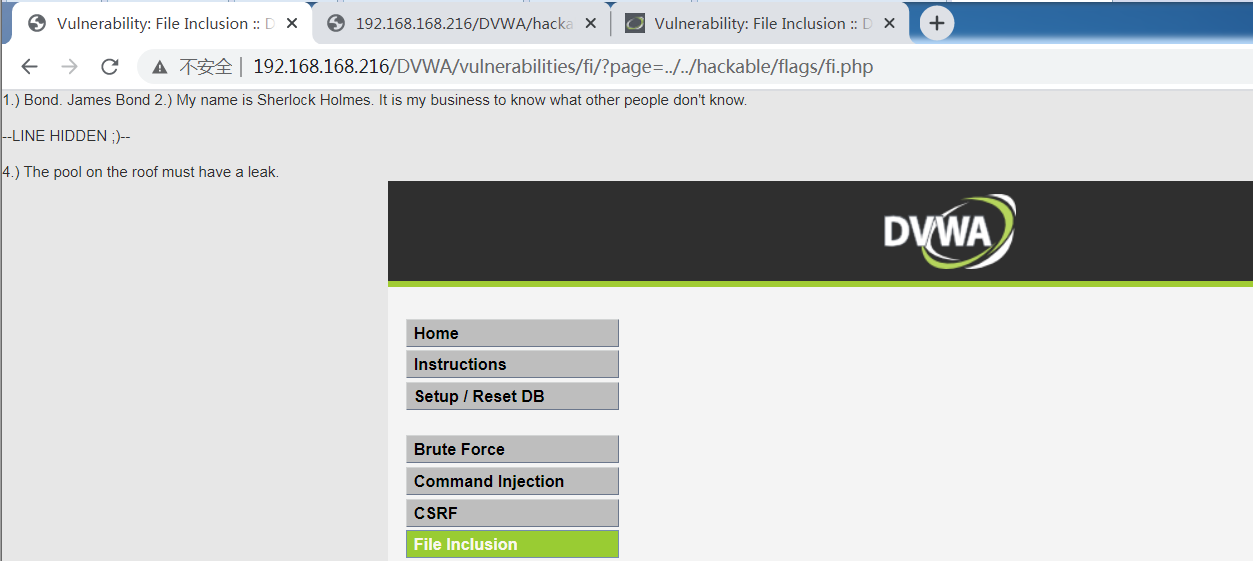 Vulnerability: File Inclusion :: D
192.168.168.216/DVWA/hacka
Vulnerability: File Inclusion :: D
不安全 | 192.168.168.216/DVWA/vulnerabilities/fi/?page=../../hackable/flags/fi.php
1.) Bond. James Bond 2.) My name is Sherlock Holmes. It is my business to know what other people don't know.
--LINE HIDDEN ;)--
4.) The pool on the roof must have a leak.
DVWA
Home
Instructions
Setup / Reset DB
Brute Force
Command Injection
CSRF
File Inclusion